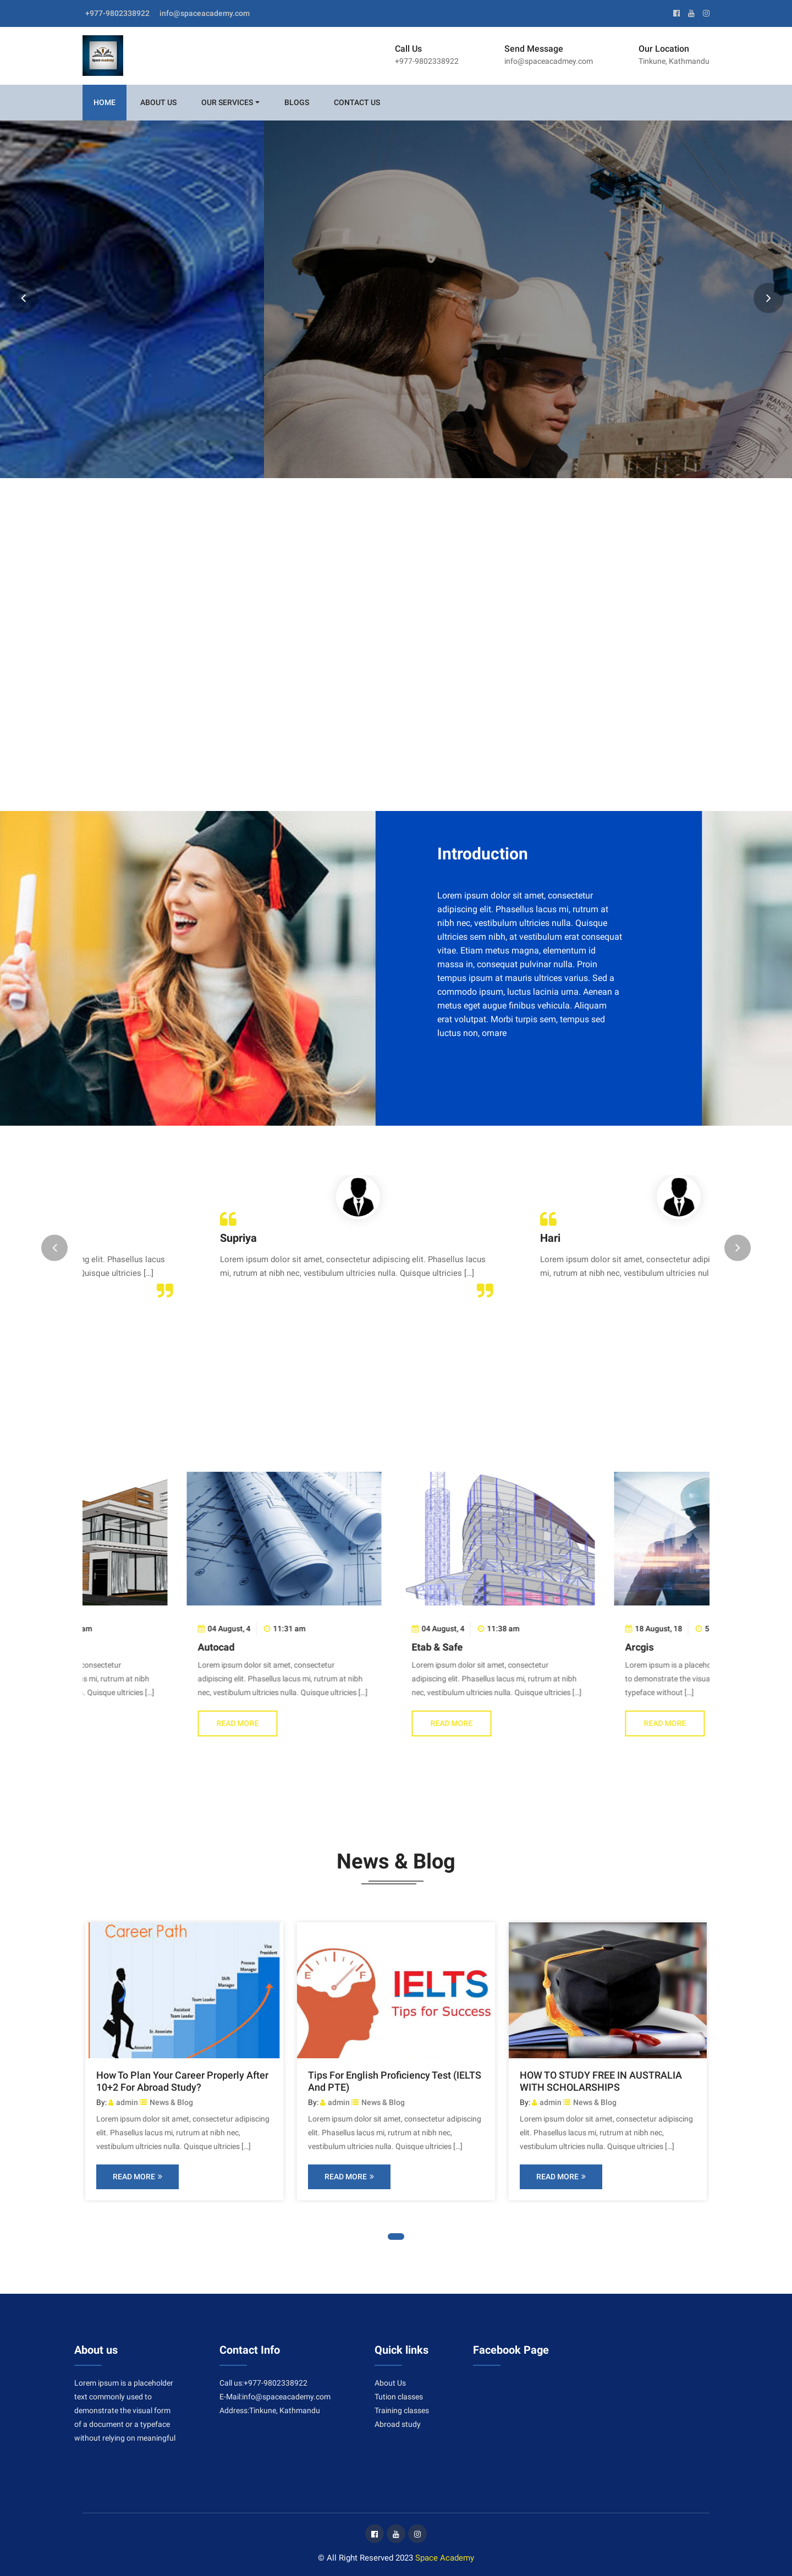 +977-9802338922 info@spaceacademy.com
Space Academy
Call Us
+977-9802338922
Send Message
info@spaceacadmey.com
Our Location
Tinkune, Kathmandu
HOME ABOUT US OUR SERVICES BLOGS CONTACT US
Introduction
Lorem ipsum dolor sit amet, consectetur
adipiscing elit. Phasellus lacus mi, rutrum at
nibh nec, vestibulum ultricies nulla. Quisque
ultricies sem nibh, at vestibulum erat consequat
vitae. Etiam metus magna, elementum id
massa in, consequat pulvinar nulla. Proin
tempus ipsum at mauris ultrices varius. Sed a
commodo ipsum, luctus lacinia urna. Aenean a
metus eget augue finibus vehicula. Aliquam
erat volutpat. Morbi turpis sem, tempus sed
luctus non, ornare
ng elit. Phasellus lacus
Quisque ultricies [...]
Supriya
Lorem ipsum dolor sit amet, consectetur adipiscing elit. Phasellus lacus
mi, rutrum at nibh nec, vestibulum ultricies nulla. Quisque ultricies [...]
Hari
Lorem ipsum dolor sit amet, consectetur adipi
mi, rutrum at nibh nec, vestibulum ultricies nul
am
consectetur
us mi, rutrum at nibh
. Quisque ultricies [...]
04 August, 4 11:31 am
Autocad
Lorem ipsum dolor sit amet, consectetur
adipiscing elit. Phasellus lacus mi, rutrum at nibh
nec, vestibulum ultricies nulla. Quisque ultricies [...]
READ MORE
04 August, 4 11:38 am
Etab & Safe
Lorem ipsum dolor sit amet, consectetur
adipiscing elit. Phasellus lacus mi, rutrum at nibh
nec, vestibulum ultricies nulla. Quisque ultricies [...]
READ MORE
18 August, 18 5
Arcgis
Lorem ipsum is a placeho
to demonstrate the visua
typeface without [...]
READ MORE
News & Blog
Career Path
Vice President
Process Manager
Shift Manager
Team Leader
Assistant Team Leader
Sr. Associate
Associate
How To Plan Your Career Properly After
10+2 For Abroad Study?
By: admin News & Blog
Lorem ipsum dolor sit amet, consectetur adipiscing
elit. Phasellus lacus mi, rutrum at nibh nec,
vestibulum ultricies nulla. Quisque ultricies [...]
READ MORE »
E F
IELTS
Tips for Success
Tips For English Proficiency Test (IELTS
And PTE)
By: admin News & Blog
Lorem ipsum dolor sit amet, consectetur adipiscing
elit. Phasellus lacus mi, rutrum at nibh nec,
vestibulum ultricies nulla. Quisque ultricies [...]
READ MORE »
HOW TO STUDY FREE IN AUSTRALIA
WITH SCHOLARSHIPS
By: admin News & Blog
Lorem ipsum dolor sit amet, consectetur adipiscing
elit. Phasellus lacus mi, rutrum at nibh nec,
vestibulum ultricies nulla. Quisque ultricies [...]
READ MORE »
About us
Lorem ipsum is a placeholder
text commonly used to
demonstrate the visual form
of a document or a typeface
without relying on meaningful
Contact Info
Call us:+977-9802338922
E-Mail:info@spaceacademy.com
Address:Tinkune, Kathmandu
Quick links
About Us
Tution classes
Training classes
Abroad study
Facebook Page
© All Right Reserved 2023 Space Academy